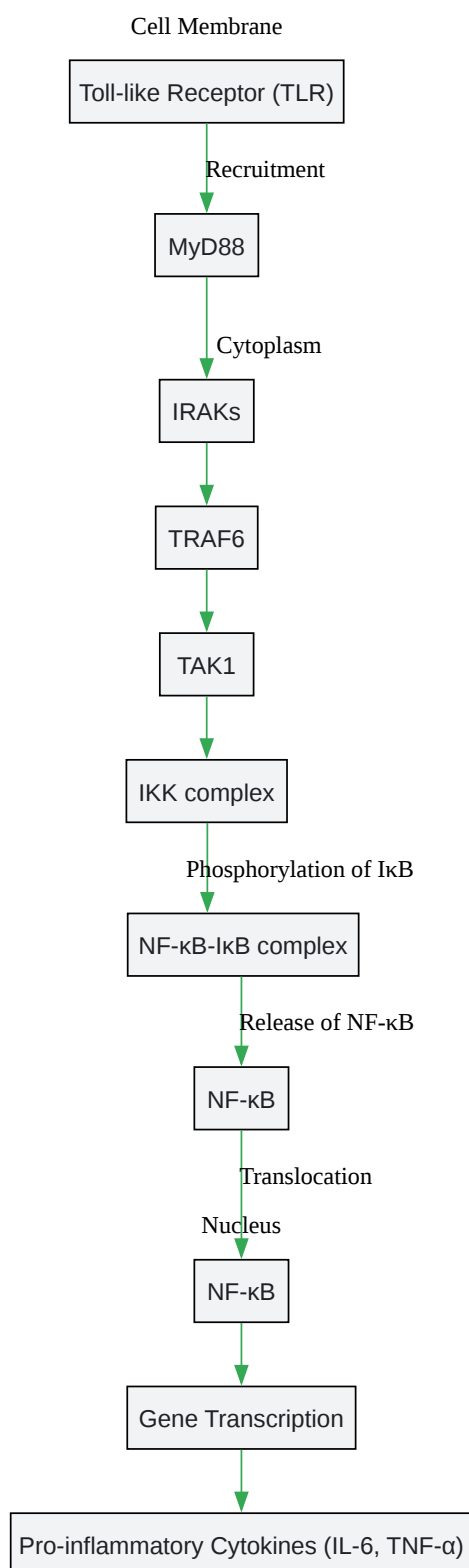 Cell Membrane
Toll-like Receptor (TLR)
Recruitment
MyD88
Cytoplasm
IRAKs
TRAF6
TAK1
IKK complex
Phosphorylation of IκB
NF-κB-IκB complex
Release of NF-κB
NF-κB
Translocation
Nucleus
NF-κB
Gene Transcription
Pro-inflammatory Cytokines (IL-6, TNF-α)